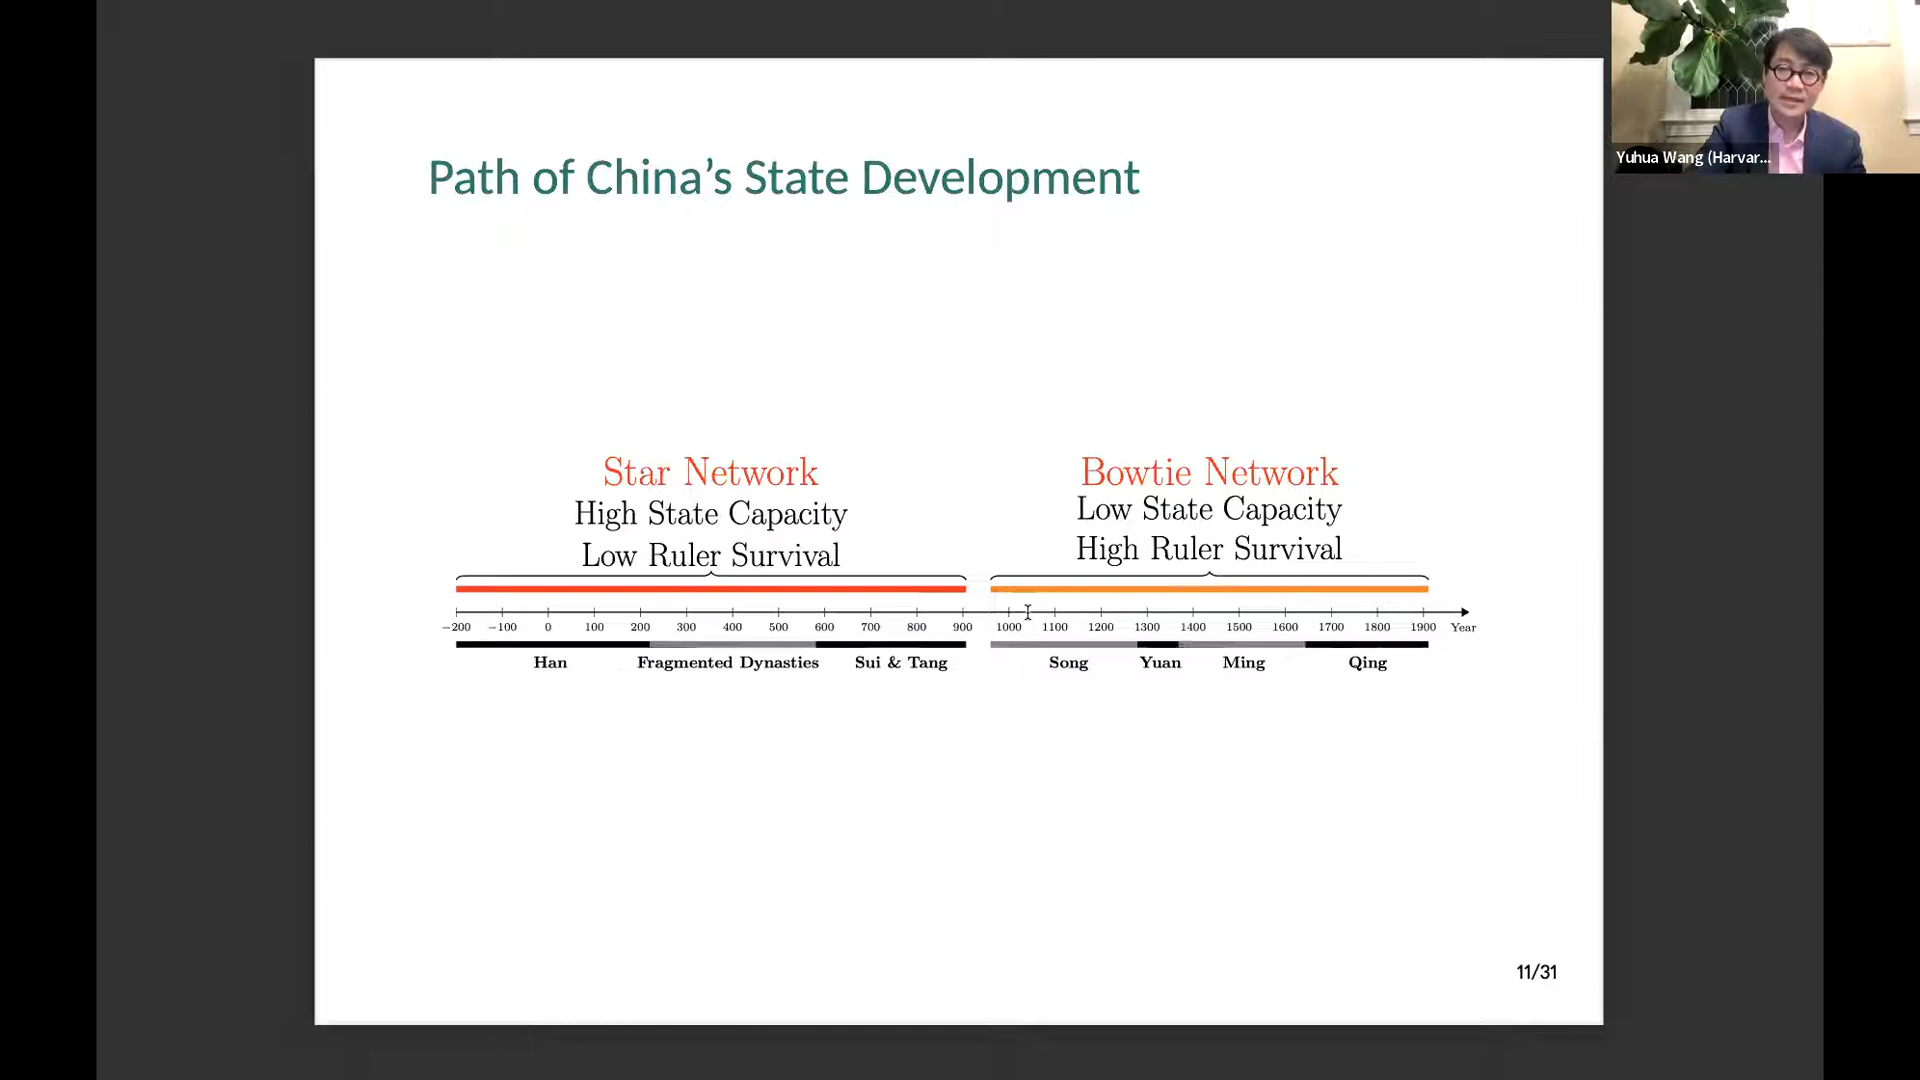 Yuhua Wang (Harvar...
Path of China's State Development
Star Network
High State Capacity
Low Ruler Survival
Bowtie Network
Low State Capacity
High Ruler Survival
−200 −100 0 100 200 300 400 500 600 700 800 900 1000 1100 1200 1300 1400 1500 1600 1700 1800 1900 Year
Han Fragmented Dynasties Sui & Tang Song Yuan Ming Qing
11/31